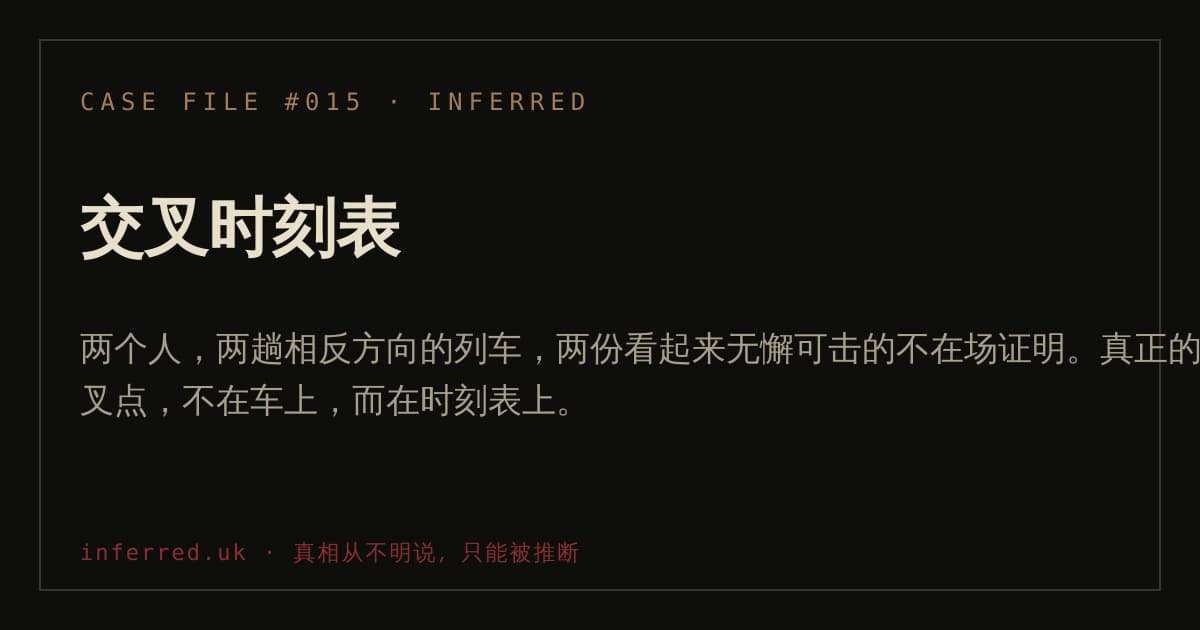 CASE FILE #015 · INFERRED
交叉时刻表
两个人，两趟相反方向的列车，两份看起来无懈可击的不在场证明。真正的
叉点，不在车上，而在时刻表上。
inferred.uk · 真相从不明说，只能被推断